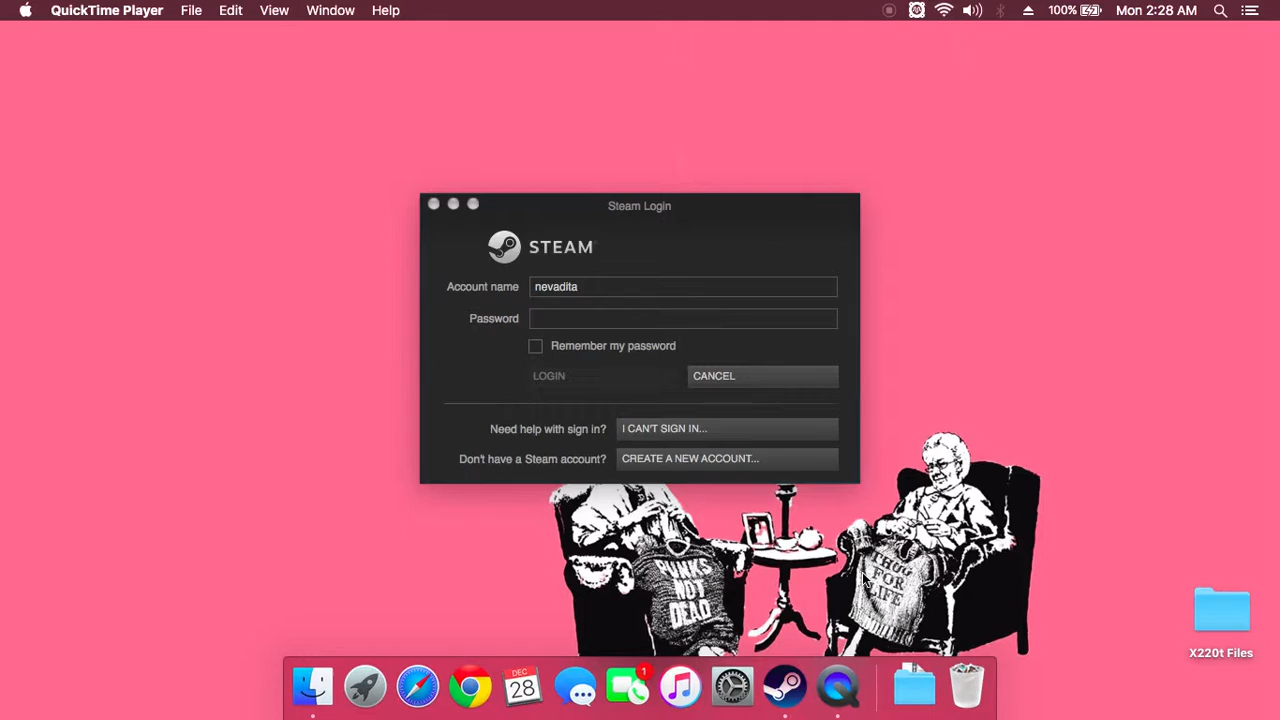 QuickTime Player File Edit View Window Help 100% Mon 2:28 AM
Steam Login
STEAM
Account name nevadita
Password
Remember my password
LOGIN CANCEL
Need help with sign in? I CAN'T SIGN IN...
Don't have a Steam account? CREATE A NEW ACCOUNT...
PUNKS
NOT
DEAD
THUG
FOR
LIFE
X220t Files
DEC
28
1